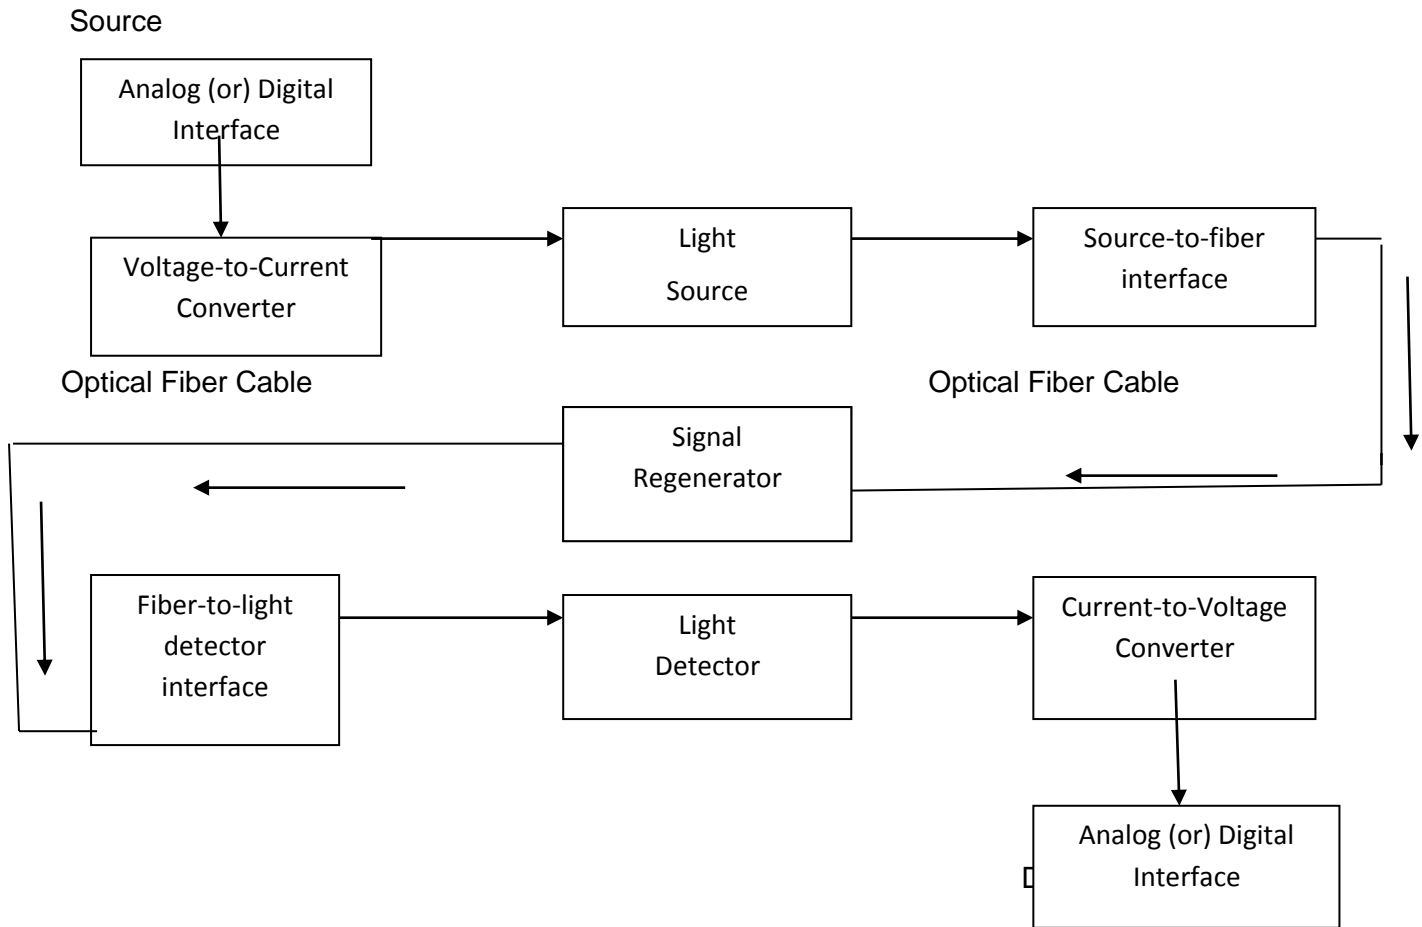 Source
Analog (or) Digital
Interface
Voltage-to-Current
Converter
Light
Source
Source-to-fiber
interface
Optical Fiber Cable
Optical Fiber Cable
Signal
Regenerator
Fiber-to-light
detector
interface
Light
Detector
Current-to-Voltage
Converter
Analog (or) Digital
Interface